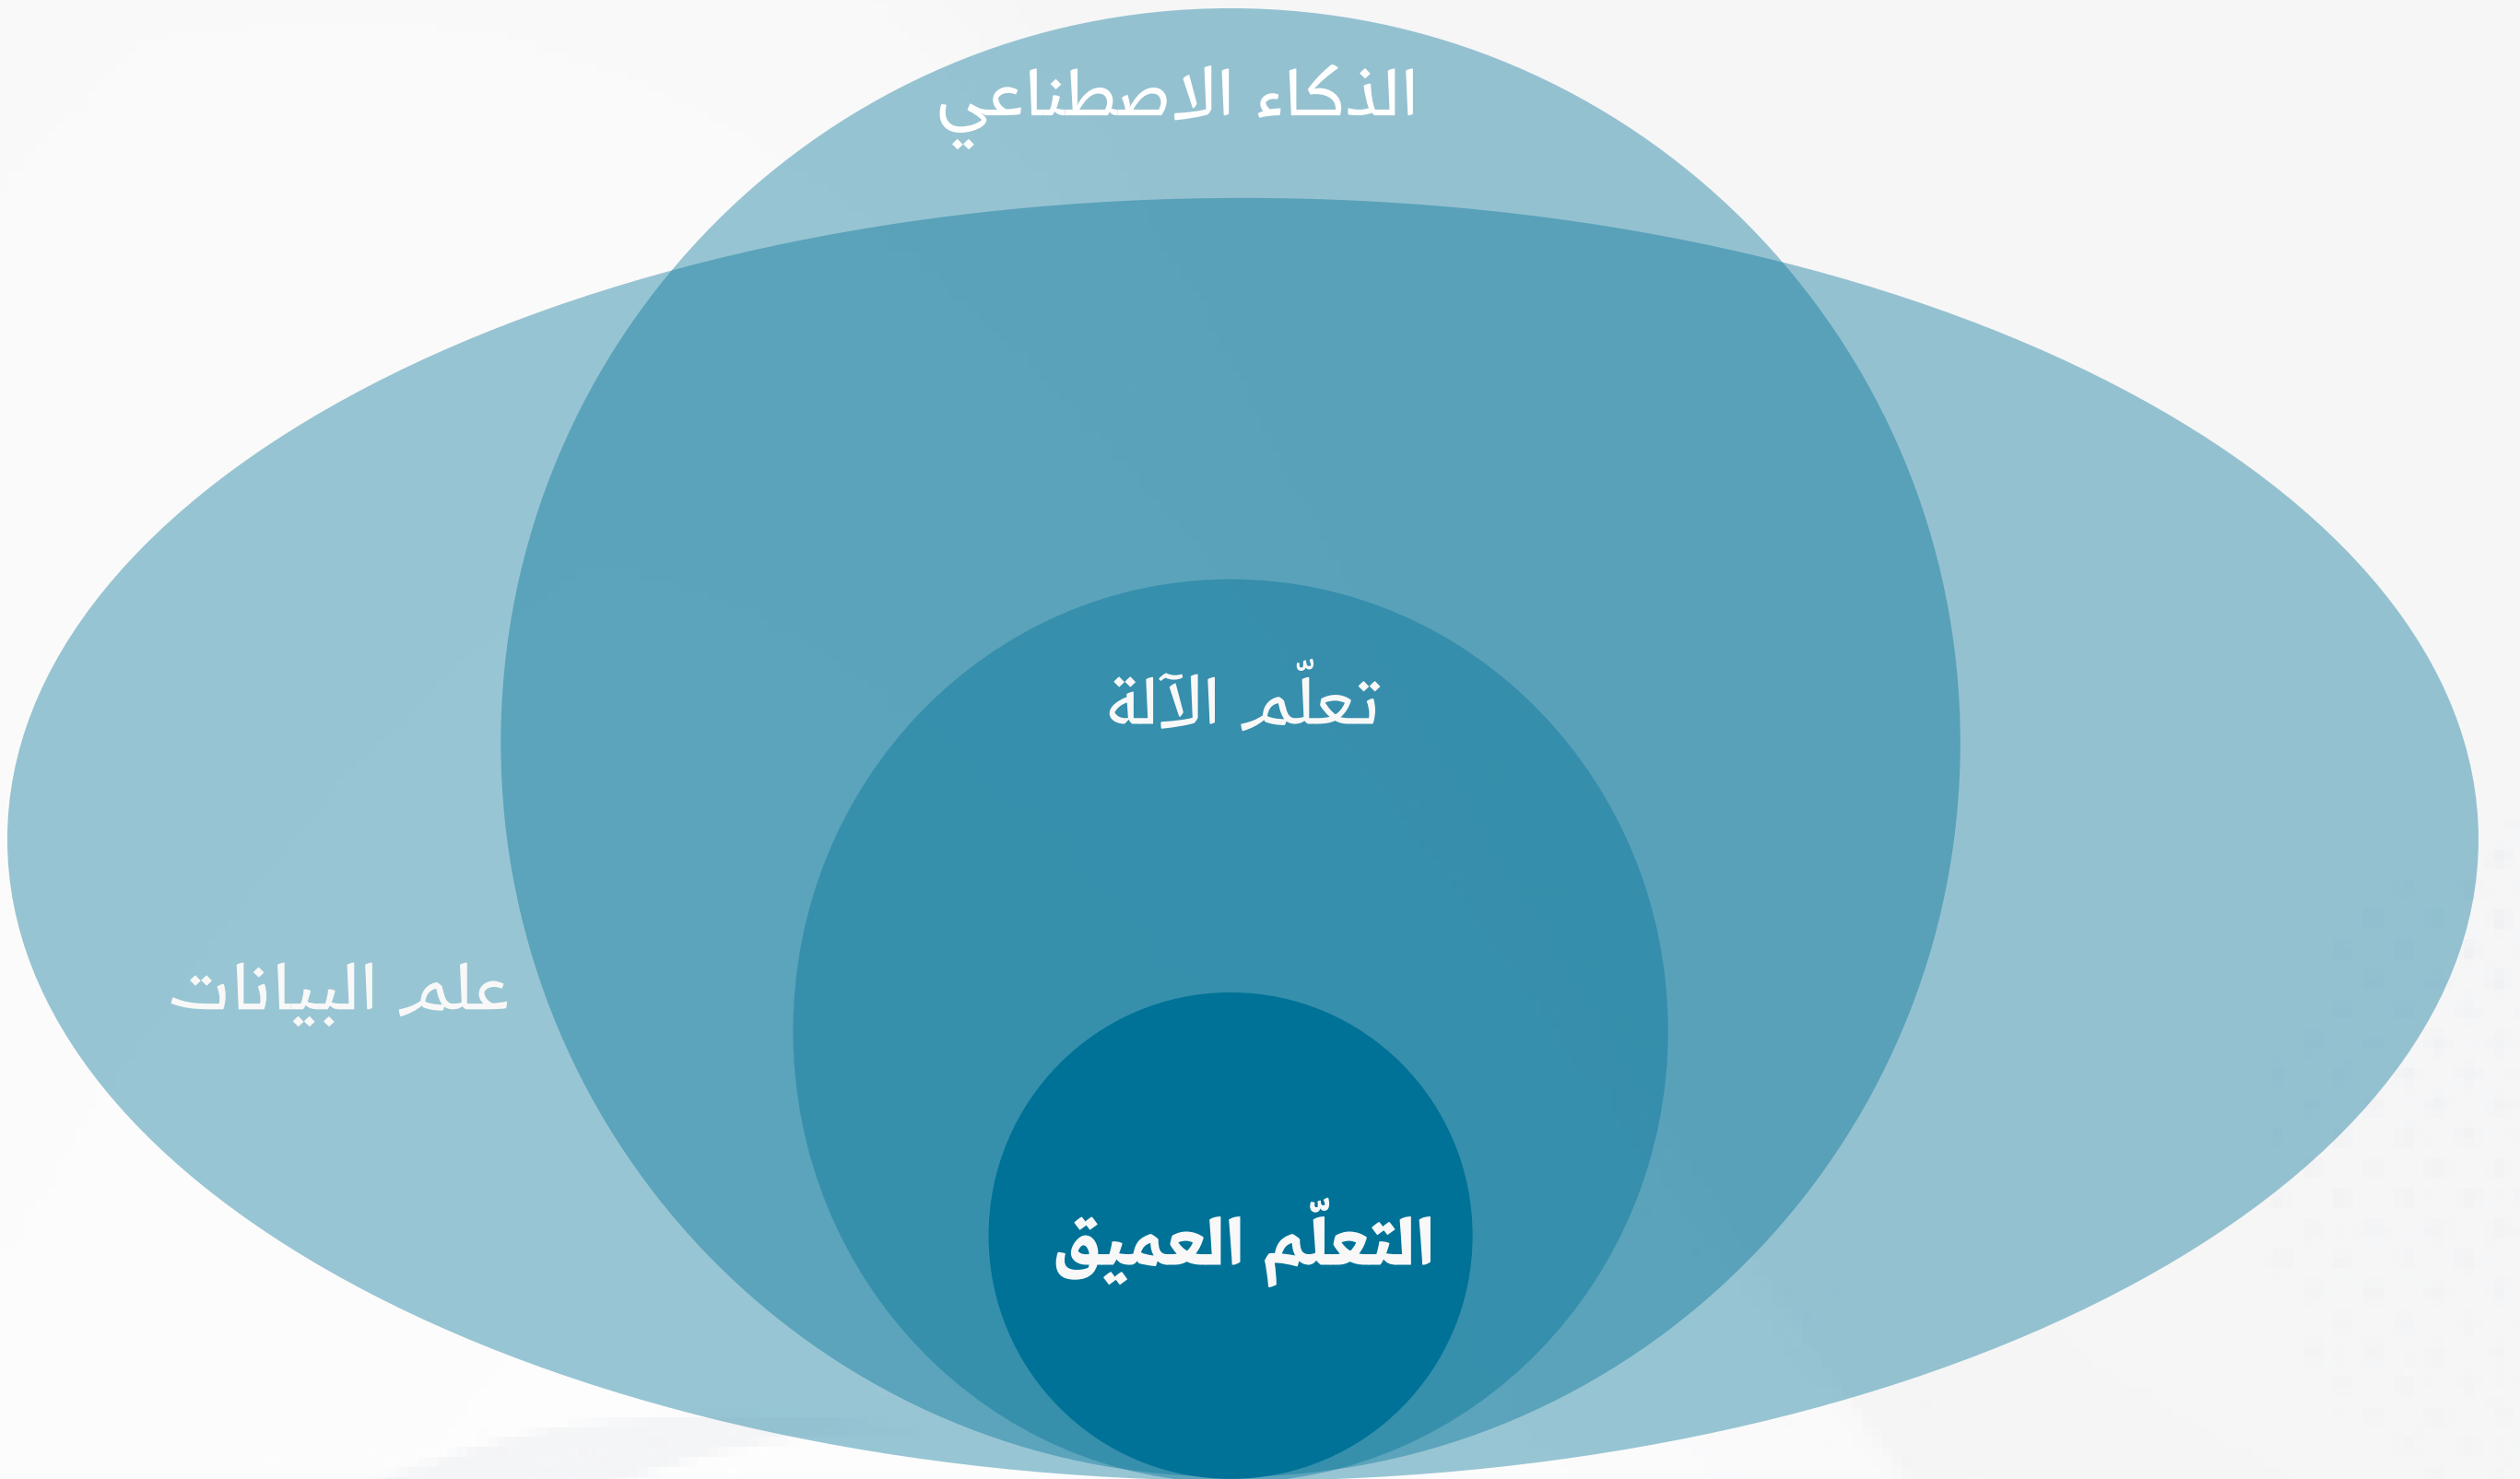 الذكاء الاصطناعي
تعلّم الآلة
علم البيانات
التعلّم العميق